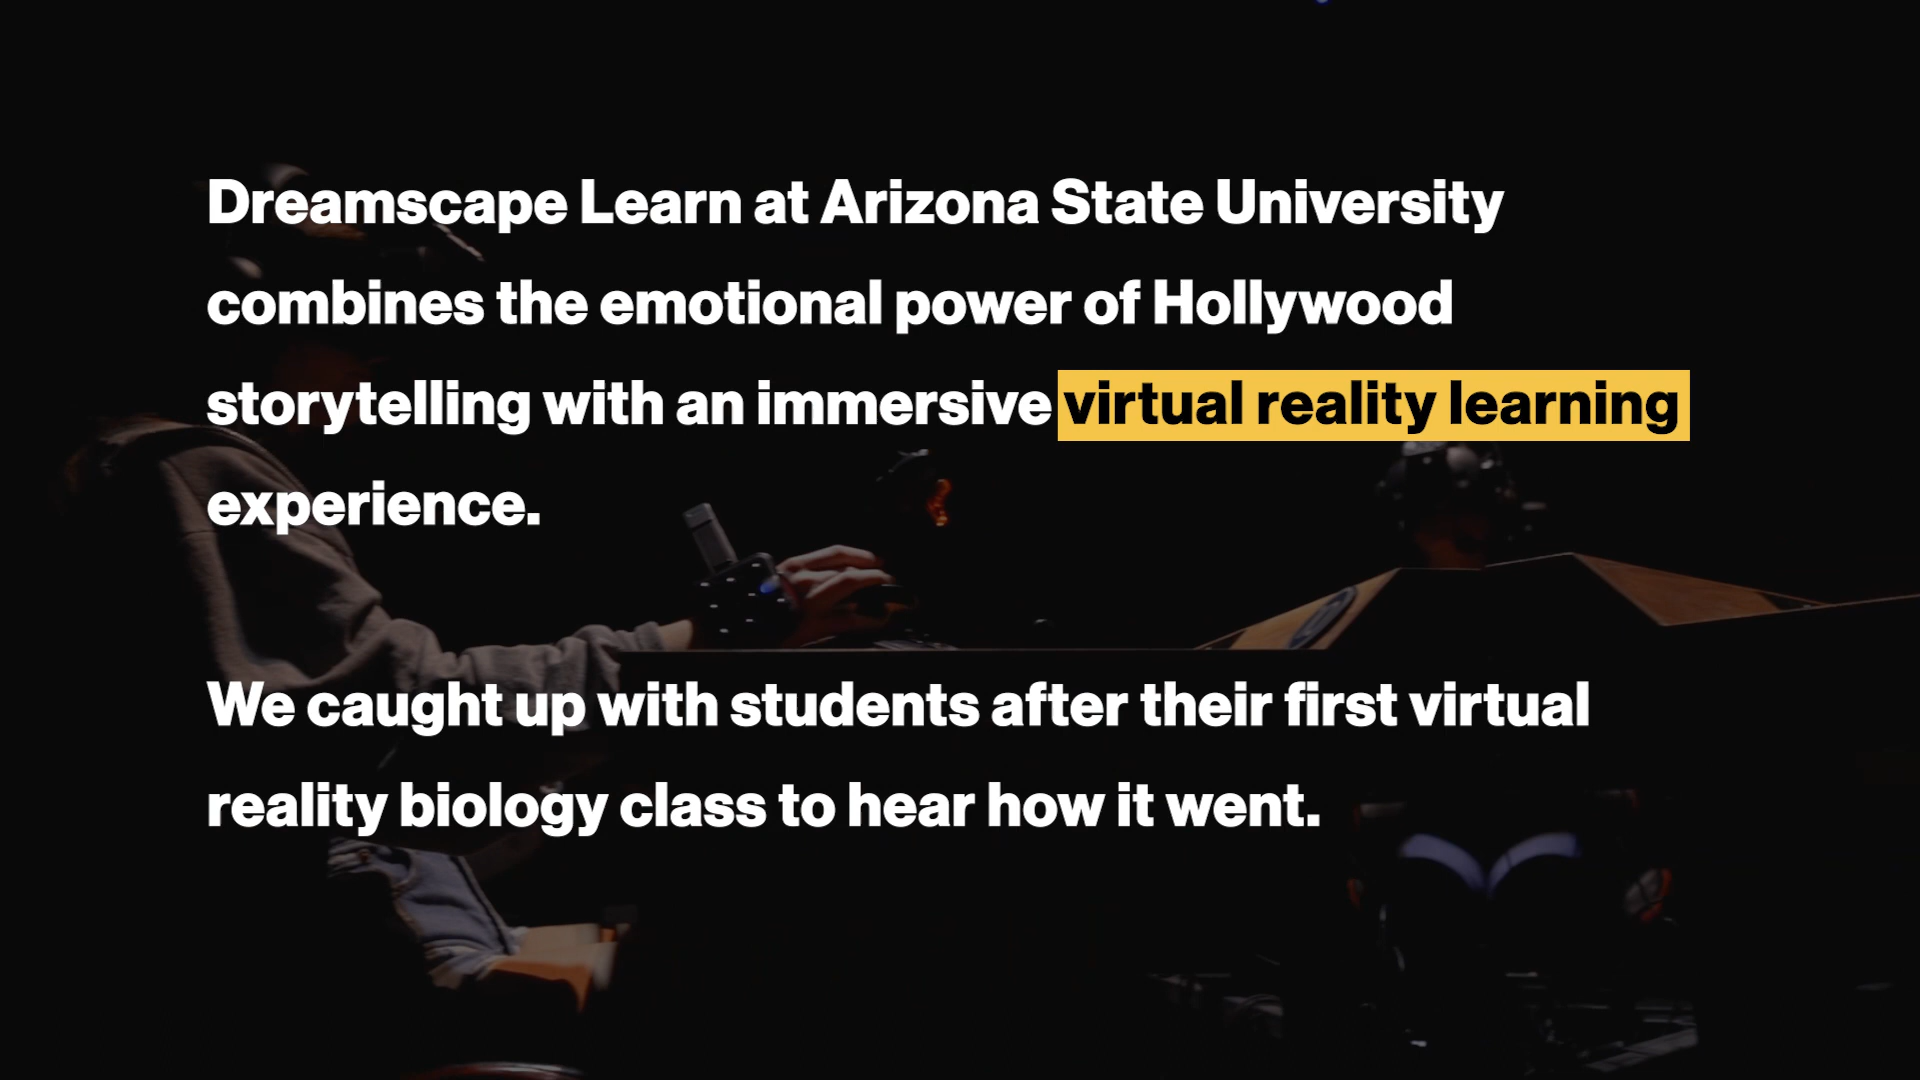 Dreamscape Learn at Arizona State University
combines the emotional power of Hollywood
storytelling with an immersive virtual reality learning
experience.
We caught up with students after their first virtual
reality biology class to hear how it went.